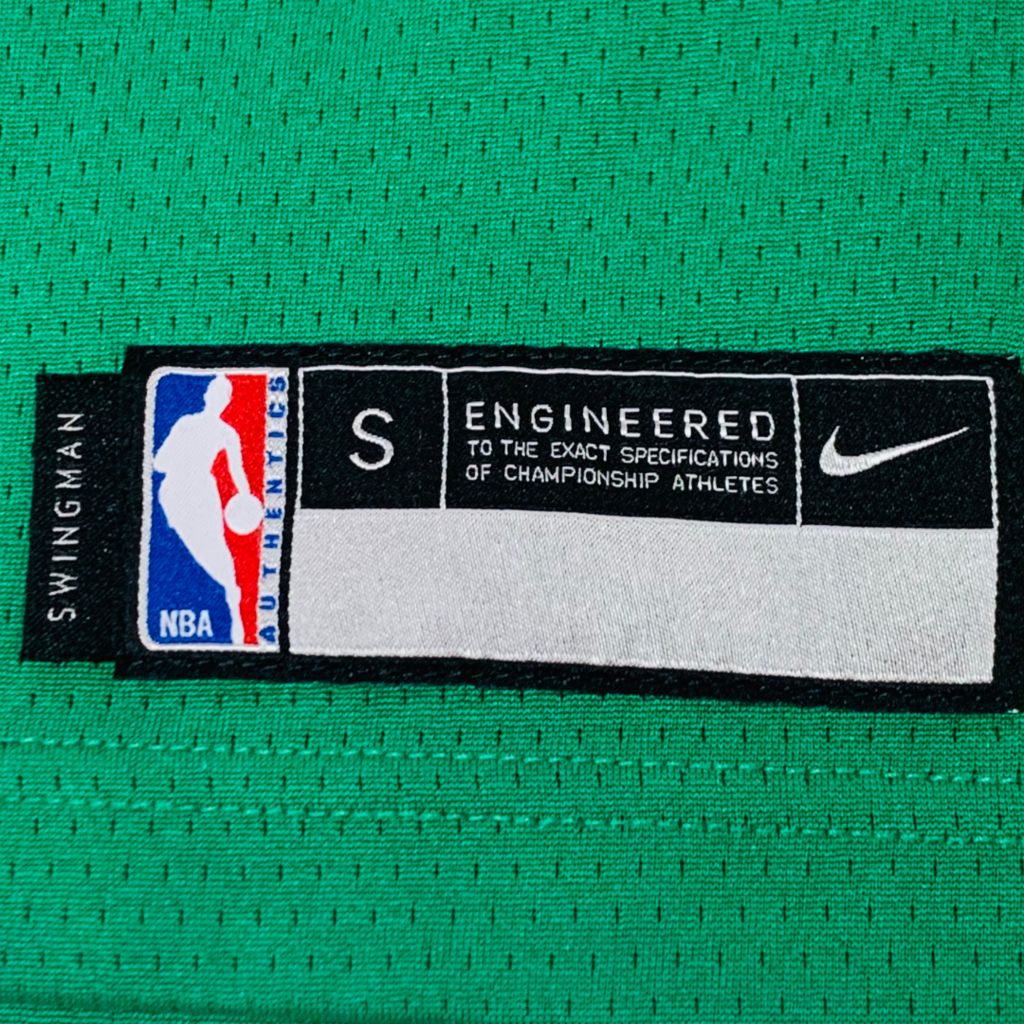 SWINGMAN
NBA
AUTHENTICS
S
ENGINEERED
TO THE EXACT SPECIFICATIONS
OF CHAMPIONSHIP ATHLETES